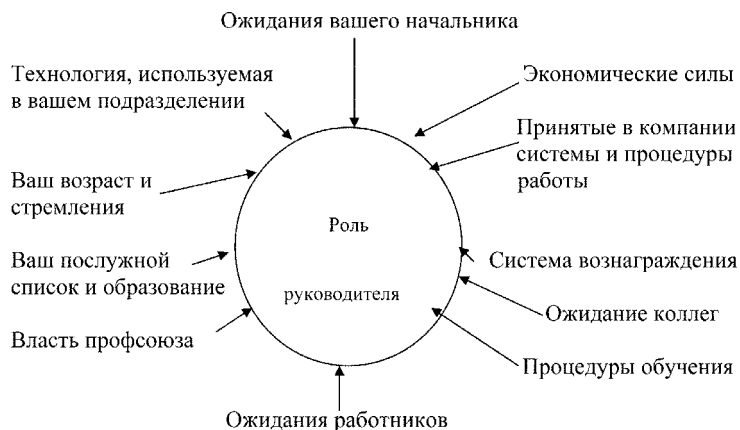 Ожидания вашего начальника
Технология, используемая
в вашем подразделении
Экономические силы
Принятые в компании
системы и процедуры
работы
Ваш возраст и
стремления
Роль
руководителя
Ваш послужной
список и образование
Система вознаграждения
Ожидание коллег
Власть профсоюза
Процедуры обучения
Ожидания работников